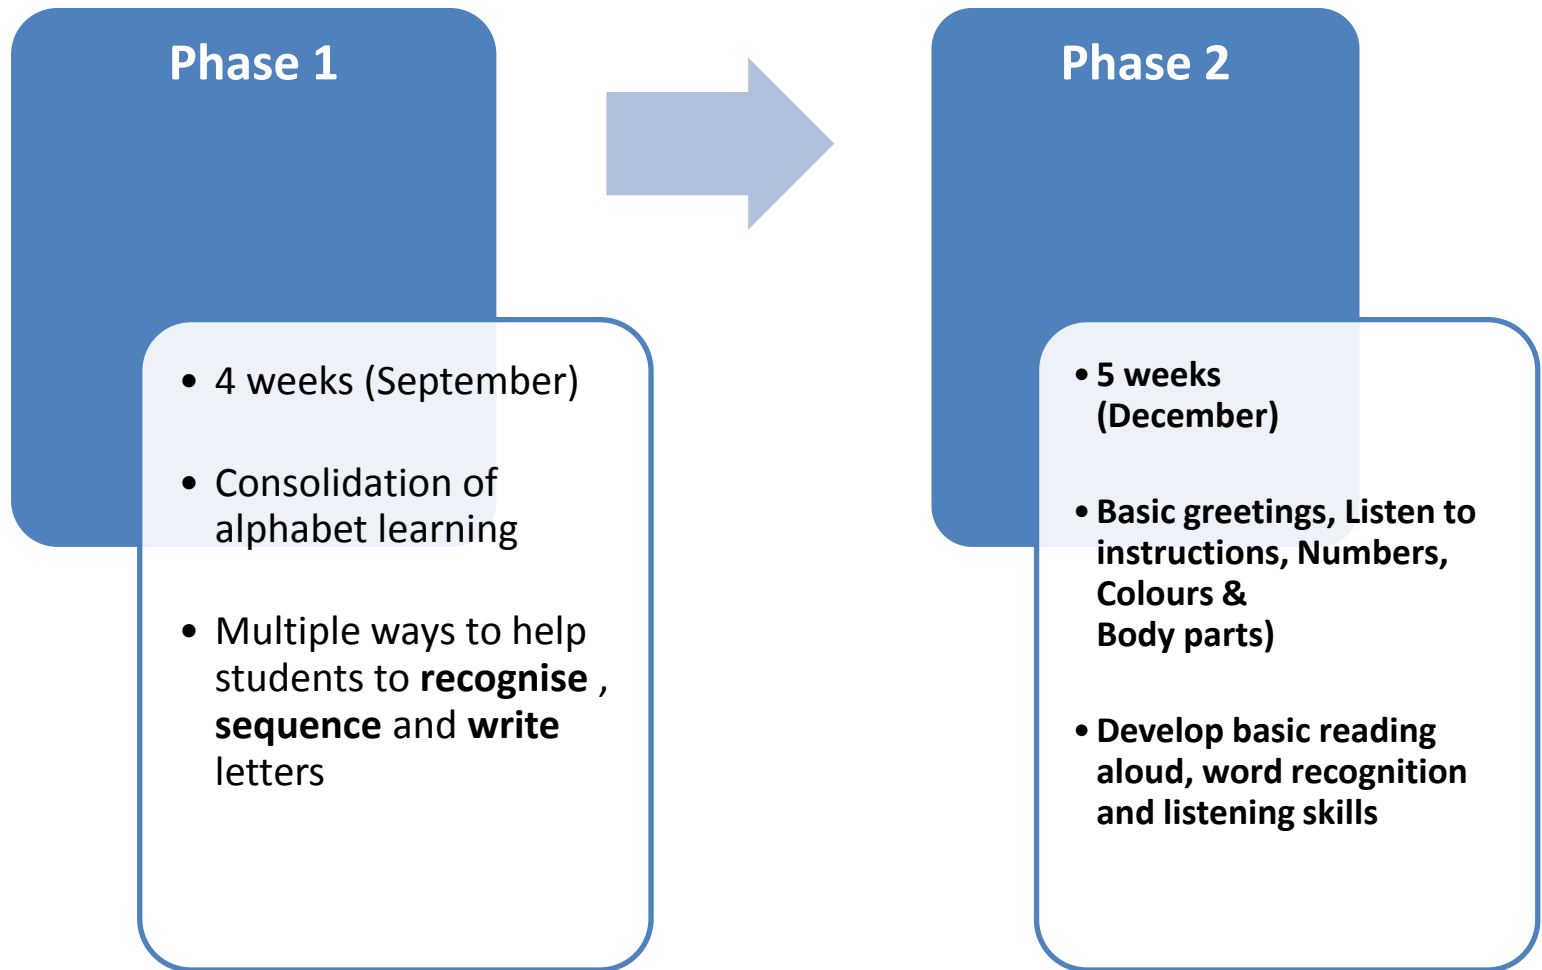 Phase 1
• 4 weeks (September)
• Consolidation of
alphabet learning
• Multiple ways to help
students to recognise ,
sequence and write
letters
Phase 2
• 5 weeks
(December)
• Basic greetings, Listen to
instructions, Numbers,
Colours &
Body parts)
• Develop basic reading
aloud, word recognition
and listening skills